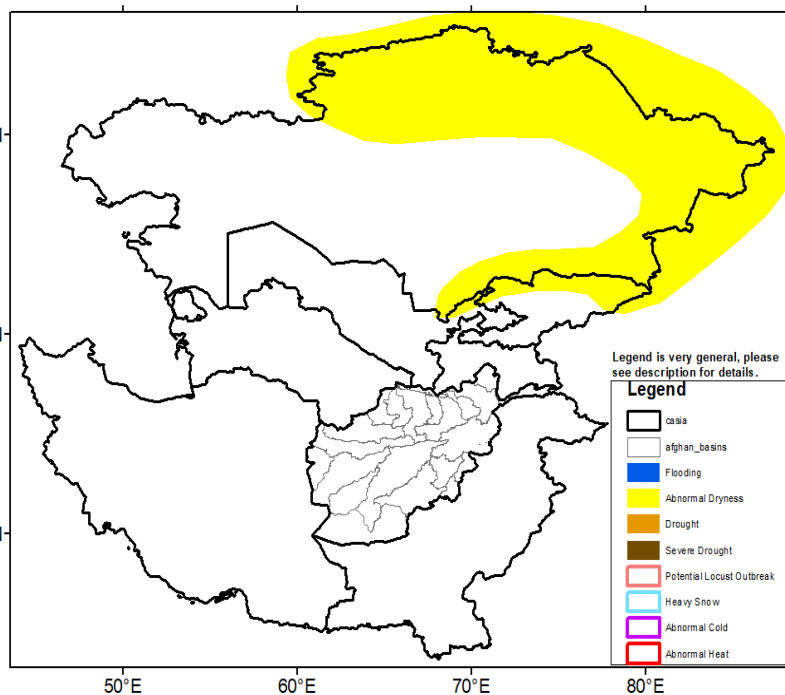 Legend is very general, please
see description for details.
Legend
casia
afghan_basins
Flooding
Abnormal Dryness
Drought
Severe Drought
Potential Locust Outbreak
Heavy Snow
Abnormal Cold
Abnormal Heat
50°E 60°E 70°E 80°E